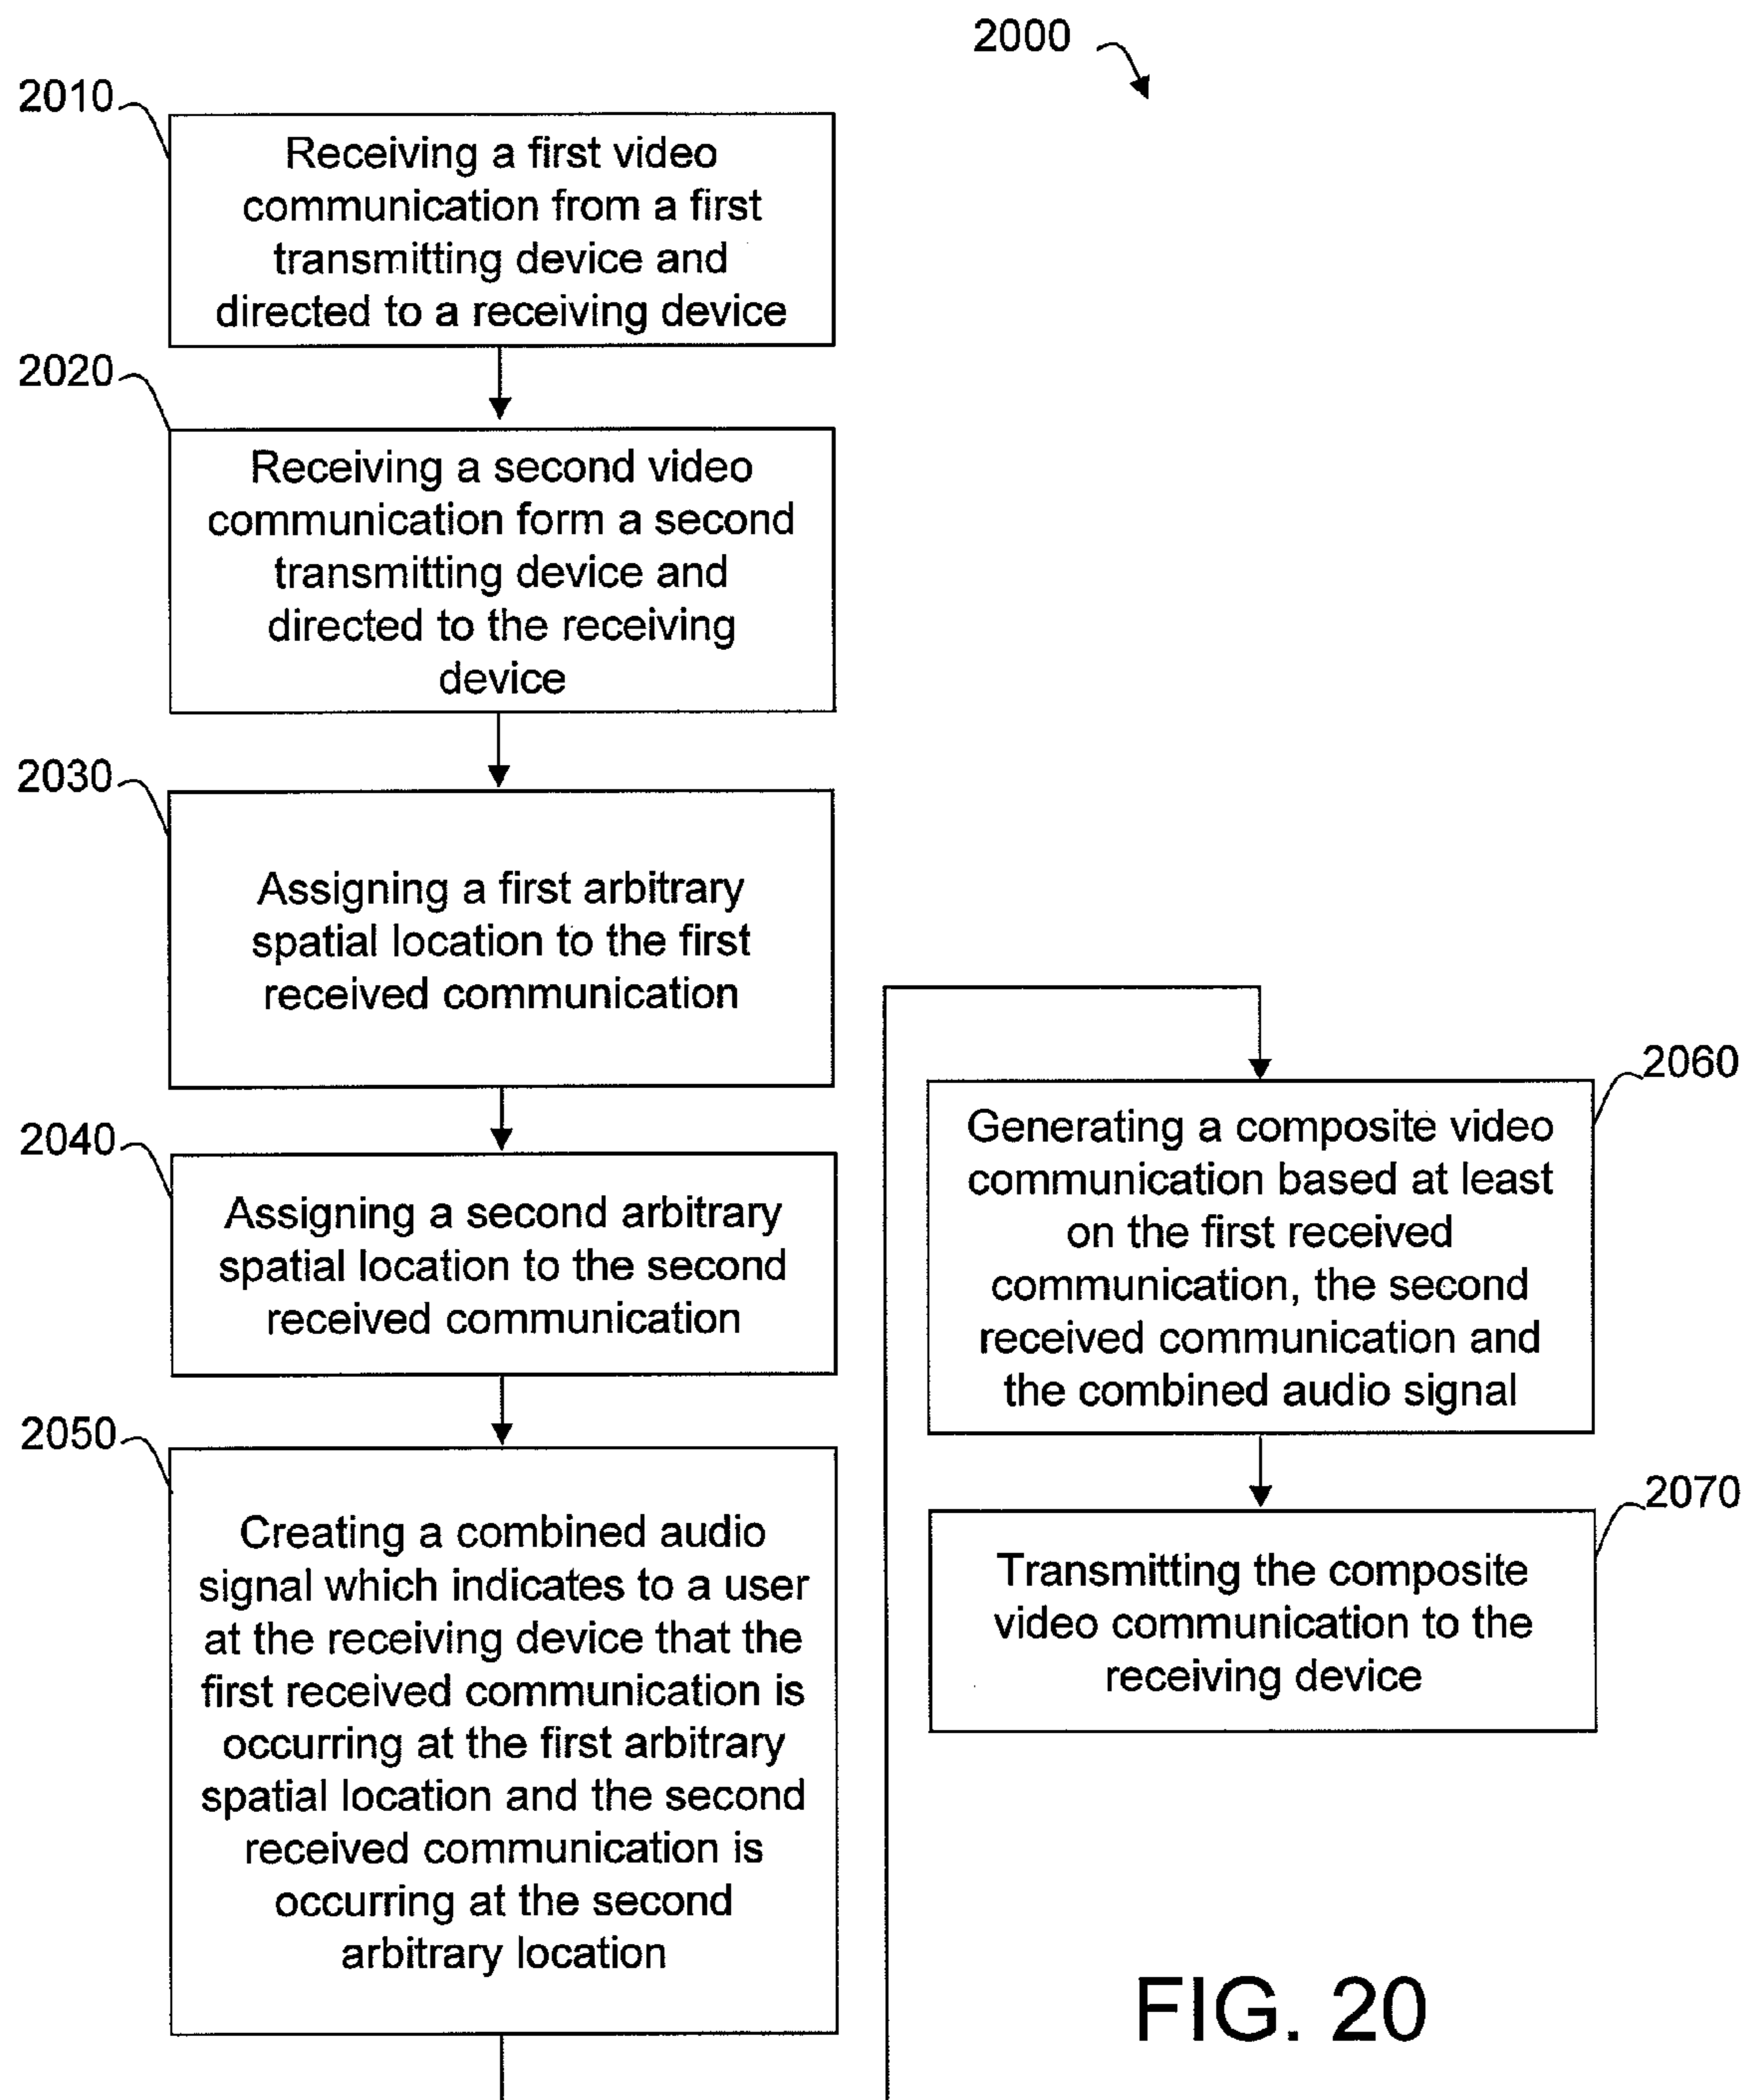 2000
2010
Receiving a first video
communication from a first
transmitting device and
directed to a receiving device
2020
Receiving a second video
communication form a second
transmitting device and
directed to the receiving
device
2030
Assigning a first arbitrary
spatial location to the first
received communication
2040
Assigning a second arbitrary
spatial location to the second
received communication
2050
Creating a combined audio
signal which indicates to a user
at the receiving device that the
first received communication is
occurring at the first arbitrary
spatial location and the second
received communication is
occurring at the second
arbitrary location
2060
Generating a composite video
communication based at least
on the first received
communication, the second
received communication and
the combined audio signal
2070
Transmitting the composite
video communication to the
receiving device
FIG. 20